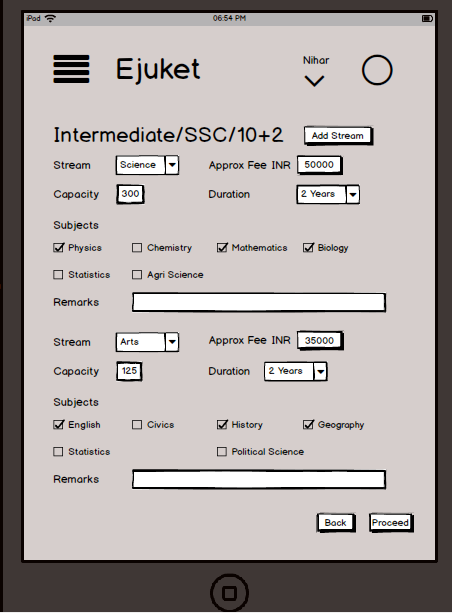 iPod 06:54 PM
Ejuket Nihar
Intermediate/SSC/10+2 Add Stream
Stream Science Approx Fee INR 50000
Capacity 300 Duration 2 Years
Subjects
Physics Chemistry Mathematics Biology
Statistics Agri Science
Remarks
Stream Arts Approx Fee INR 35000
Capacity 125 Duration 2 Years
Subjects
English Civics History Geography
Statistics Political Science
Remarks
Back Proceed